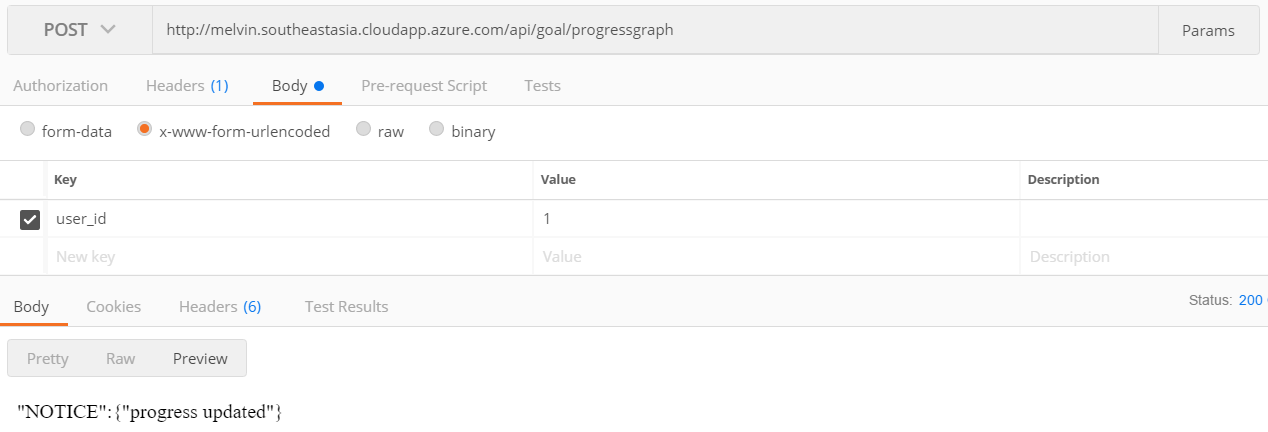 POST http://melvin.southeastasia.cloudapp.azure.com/api/goal/progressgraph Params
Authorization Headers (1) Body Pre-request Script Tests
form-data x-www-form-urlencoded raw binary
Key Value Description
user_id 1
New key Value Description
Body Cookies Headers (6) Test Results Status: 200
Pretty Raw Preview
"NOTICE":{"progress updated"}